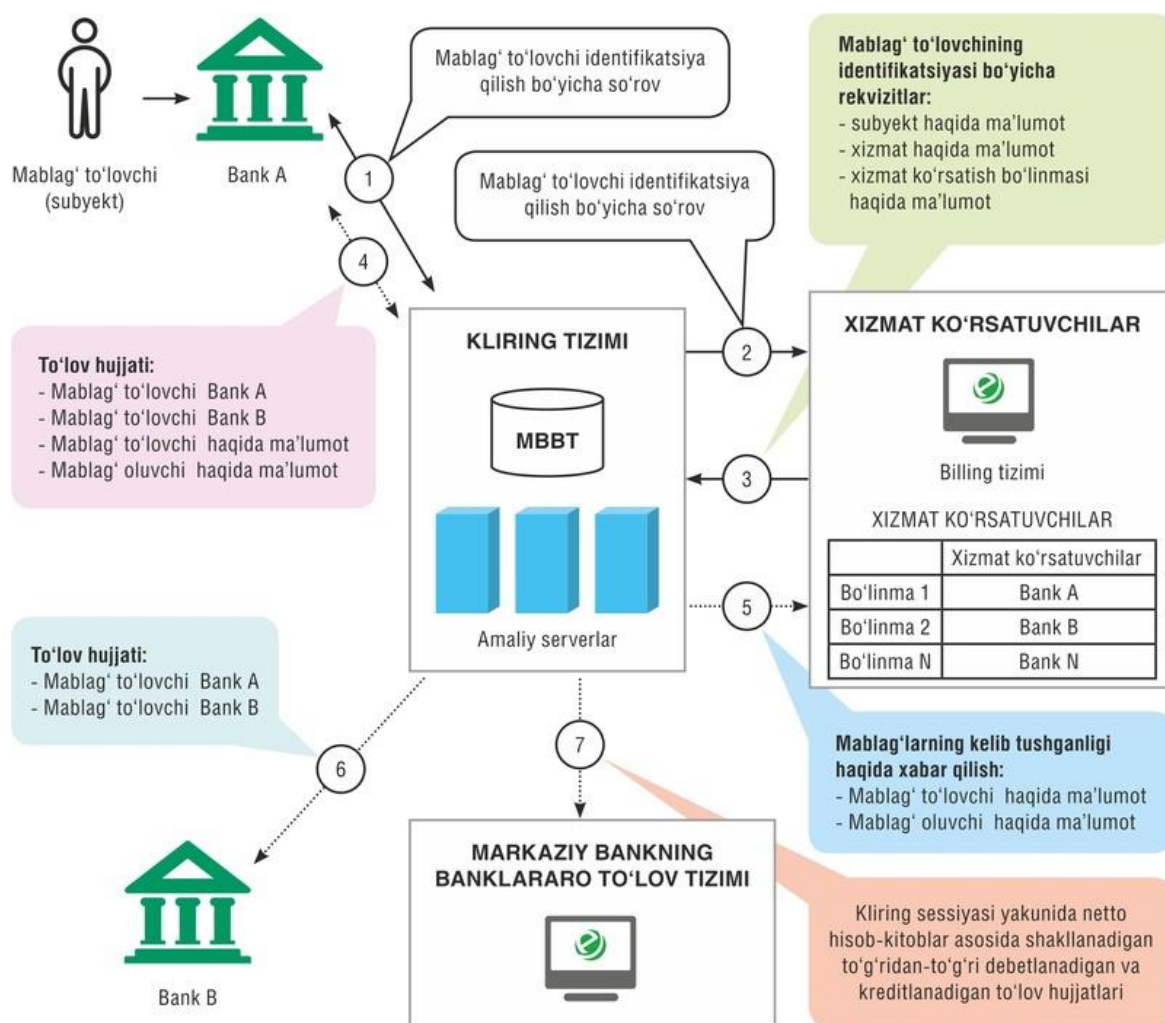 Mablag‘ to‘lovchi
(subyekt)
Bank A
Mablag‘ to‘lovchi identifikatsiya
qilish bo‘yicha so‘rov
1
Mablag‘ to‘lovchi identifikatsiya
qilish bo‘yicha so‘rov
Mablag‘ to‘lovchining
identifikatsiyasi bo‘yicha
rekvizitlar:
- subyekt haqida ma’lumot
- xizmat haqida ma’lumot
- xizmat ko‘rsatish bo‘linmasi
haqida ma’lumot
4
To‘lov hujjati:
- Mablag‘ to‘lovchi Bank A
- Mablag‘ to‘lovchi Bank B
- Mablag‘ to‘lovchi haqida ma’lumot
- Mablag‘ oluvchi haqida ma’lumot
KLIRING TIZIMI
MBBT
Amaliy serverlar
2
3
5
XIZMAT KO‘RSATUVCHILAR
Billing tizimi
XIZMAT KO‘RSATUVCHILAR
Xizmat ko‘rsatuvchilar
Bo‘linma 1 Bank A
Bo‘linma 2 Bank B
Bo‘linma N Bank N
To‘lov hujjati:
- Mablag‘ to‘lovchi Bank A
- Mablag‘ to‘lovchi Bank B
6
7
Mablag‘larning kelib tushganligi
haqida xabar qilish:
- Mablag‘ to‘lovchi haqida ma’lumot
- Mablag‘ oluvchi haqida ma’lumot
Bank B
MARKAZIY BANKNING
BANKLARARO TO‘LOV TIZIMI
Kliring sessiyasi yakunida netto
hisob-kitoblar asosida shakllanadigan
to‘g‘ridan-to‘g‘ri debetlanadigan va
kreditlanadigan to‘lov hujjatlari